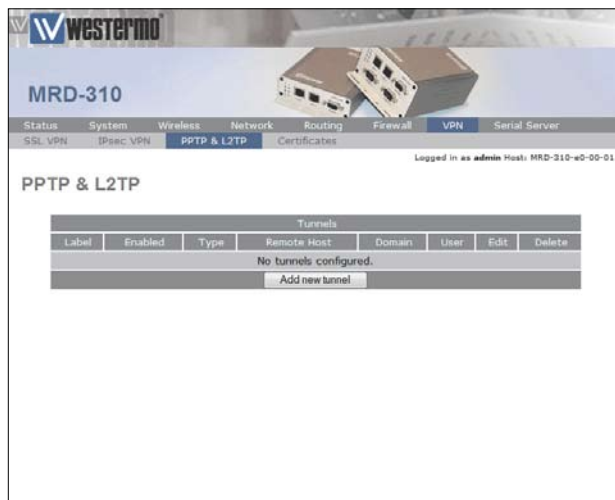 westermo
MRD-310
Status System Wireless Network Routing Firewall VPN Serial Server
SSL VPN IPsec VPN PPTP & L2TP Certificates
Logged in as admin Host: MRD-310-e0-00-01
PPTP & L2TP
Tunnels
Label Enabled Type Remote Host Domain User Edit Delete
No tunnels configured.
Add new tunnel